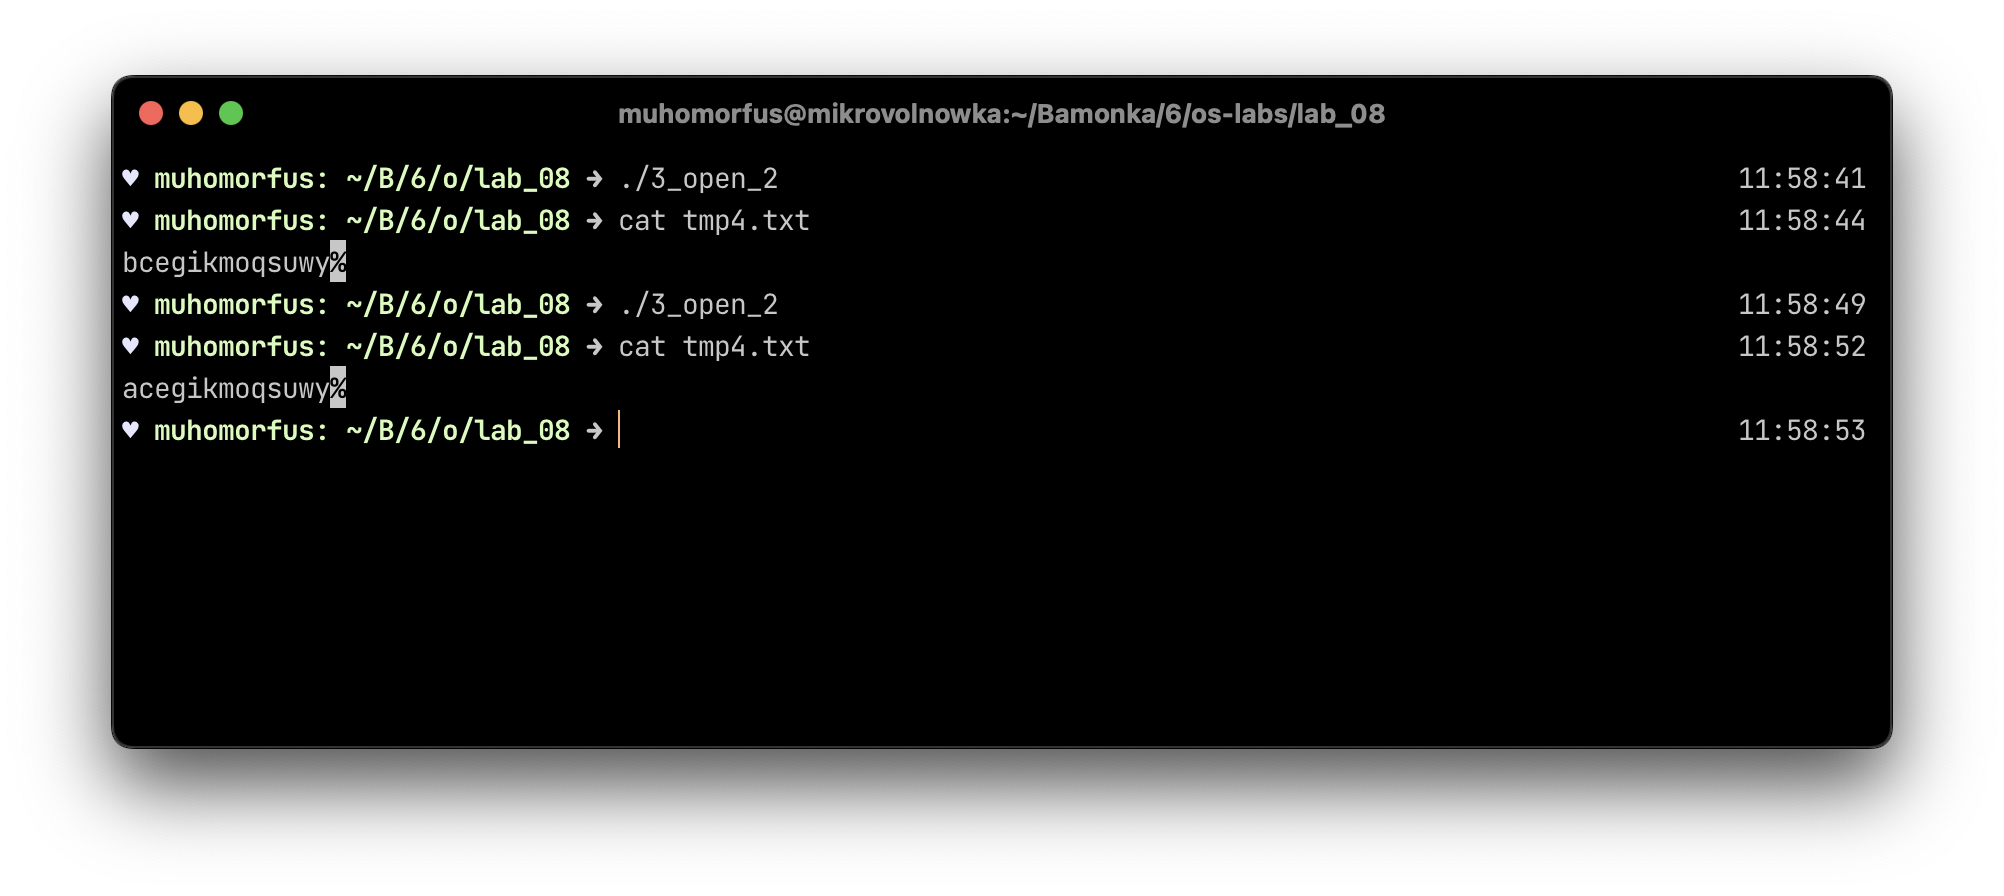 muhomorfus@mikrovolnowka:~/Bamonka/6/os-labs/lab_08
♥ muhomorfus: ~/B/6/o/lab_08 → ./3_open_2 11:58:41
♥ muhomorfus: ~/B/6/o/lab_08 → cat tmp4.txt 11:58:44
bcegikmoqsuwy%
♥ muhomorfus: ~/B/6/o/lab_08 → ./3_open_2 11:58:49
♥ muhomorfus: ~/B/6/o/lab_08 → cat tmp4.txt 11:58:52
acegikmoqsuwy%
♥ muhomorfus: ~/B/6/o/lab_08 → 11:58:53